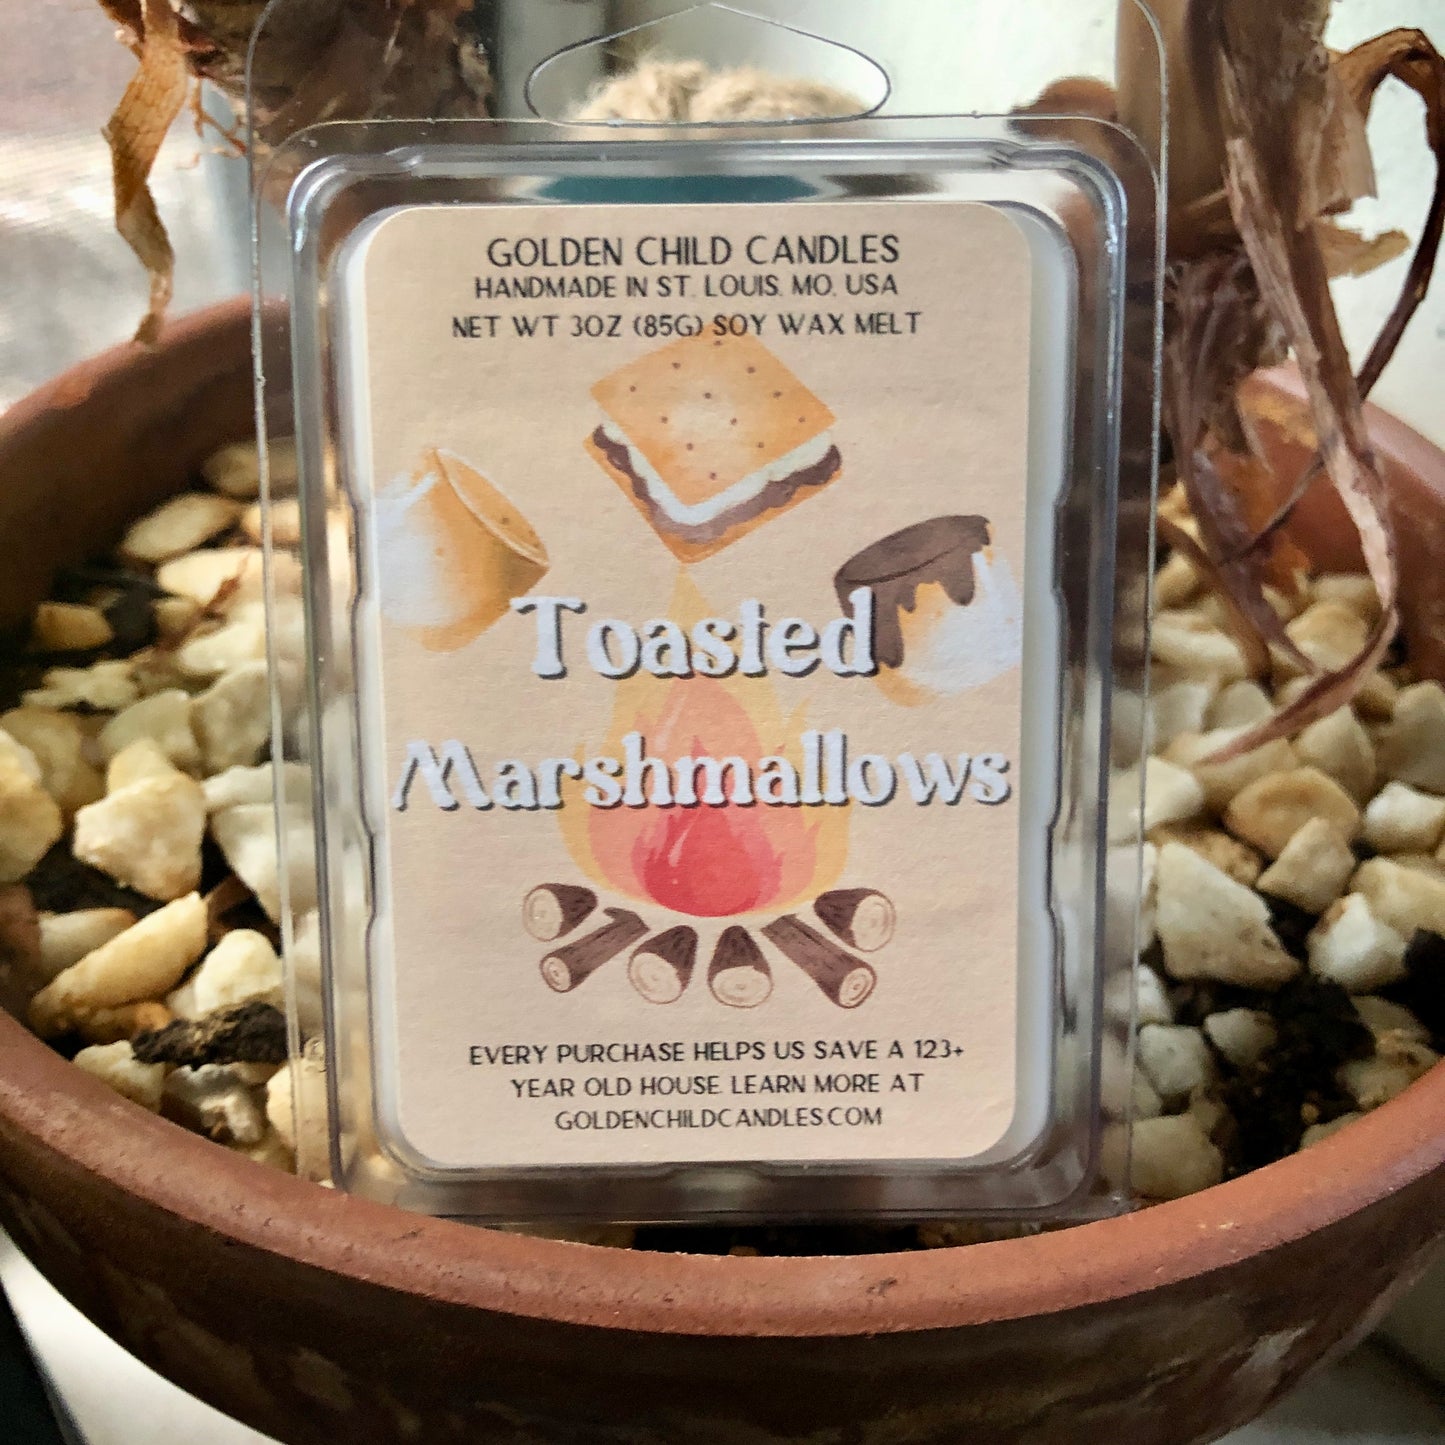 GOLDEN CHILD CANDLES
HANDMADE IN ST. LOUIS, MO, USA
NET WT 3OZ (85G) SOY WAX MELT
Toasted
Marshmallows
EVERY PURCHASE HELPS US SAVE A 123+
YEAR OLD HOUSE. LEARN MORE AT
GOLDENCHILDCANDLES.COM